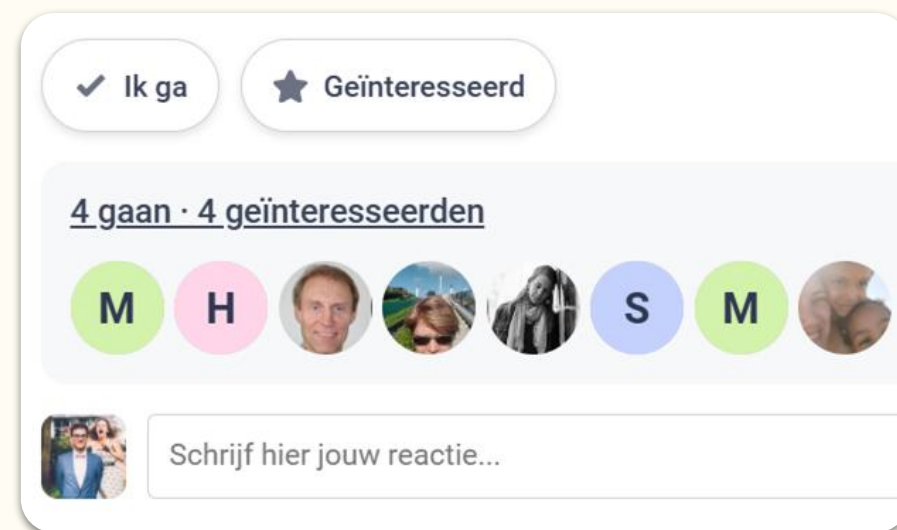 Ik ga
Geïnteresseerd
4 gaan · 4 geïnteresseerden
M H S M
Schrijf hier jouw reactie...